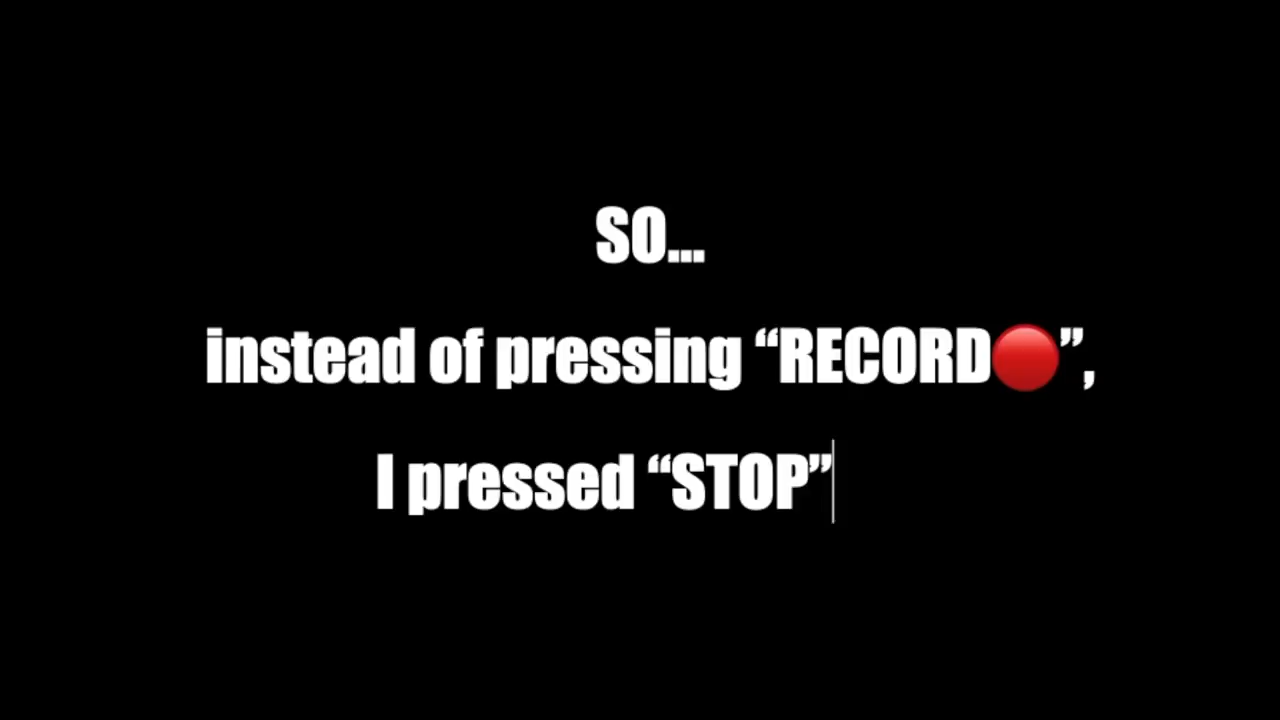 SO...
instead of pressing “RECORD🔴”,
I pressed “STOP”